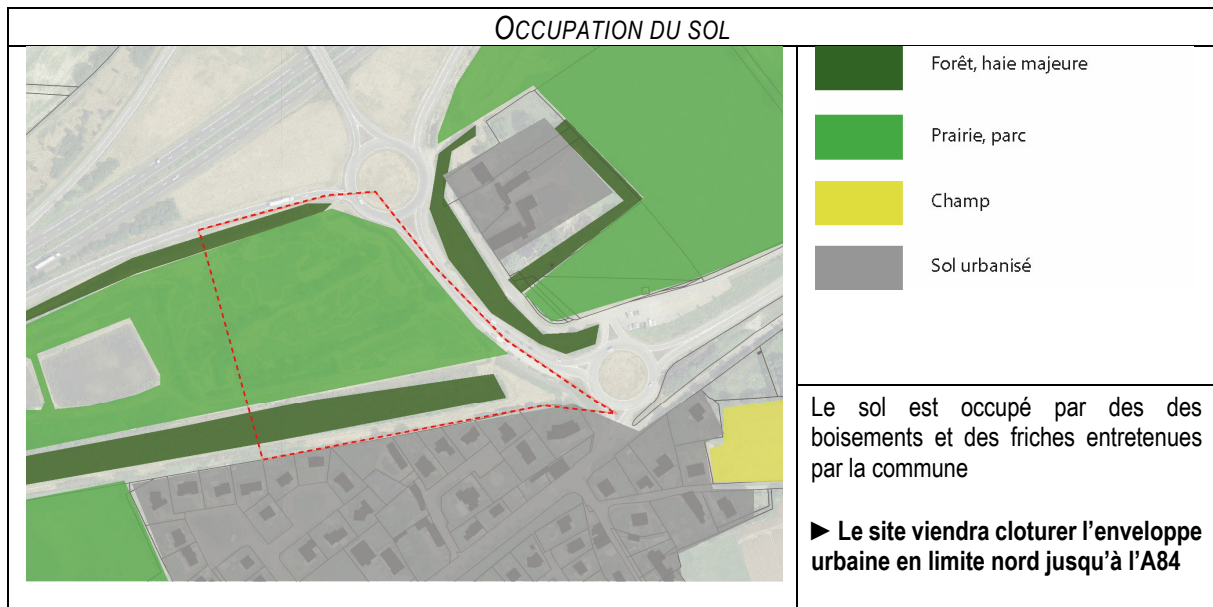 OCCUPATION DU SOL
Forêt, haie majeure
Prairie, parc
Champ
Sol urbanisé
Le sol est occupé par des des
boisements et des friches entretenues
par la commune
► Le site viendra cloturer l'enveloppe
urbaine en limite nord jusqu'à l'A84